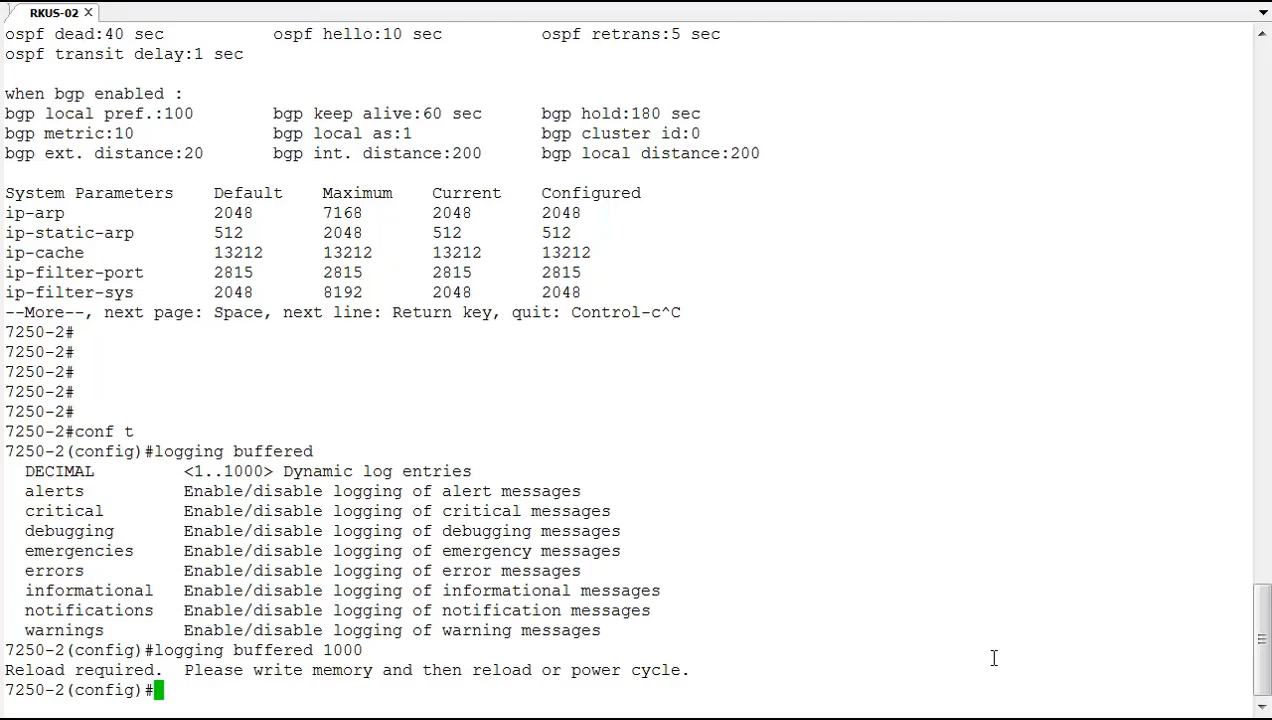 RKUS-02
ospf dead:40 sec           ospf hello:10 sec          ospf retrans:5 sec
ospf transit delay:1 sec
when bgp enabled :
bgp local pref.:100        bgp keep alive:60 sec      bgp hold:180 sec
bgp metric:10              bgp local as:1             bgp cluster id:0
bgp ext. distance:20       bgp int. distance:200      bgp local distance:200
System Parameters    Default    Maximum    Current    Configured
ip-arp               2048       7168       2048       2048
ip-static-arp        512        2048       512        512
ip-cache             13212      13212      13212      13212
ip-filter-port       2815       2815       2815       2815
ip-filter-sys        2048       8192       2048       2048
--More--, next page: Space, next line: Return key, quit: Control-c^C
7250-2#
7250-2#
7250-2#
7250-2#
7250-2#
7250-2#conf t
7250-2(config)#logging buffered
  DECIMAL         <1..1000> Dynamic log entries
  alerts          Enable/disable logging of alert messages
  critical        Enable/disable logging of critical messages
  debugging       Enable/disable logging of debugging messages
  emergencies     Enable/disable logging of emergency messages
  errors          Enable/disable logging of error messages
  informational   Enable/disable logging of informational messages
  notifications   Enable/disable logging of notification messages
  warnings        Enable/disable logging of warning messages
7250-2(config)#logging buffered 1000
Reload required.  Please write memory and then reload or power cycle.
7250-2(config)#